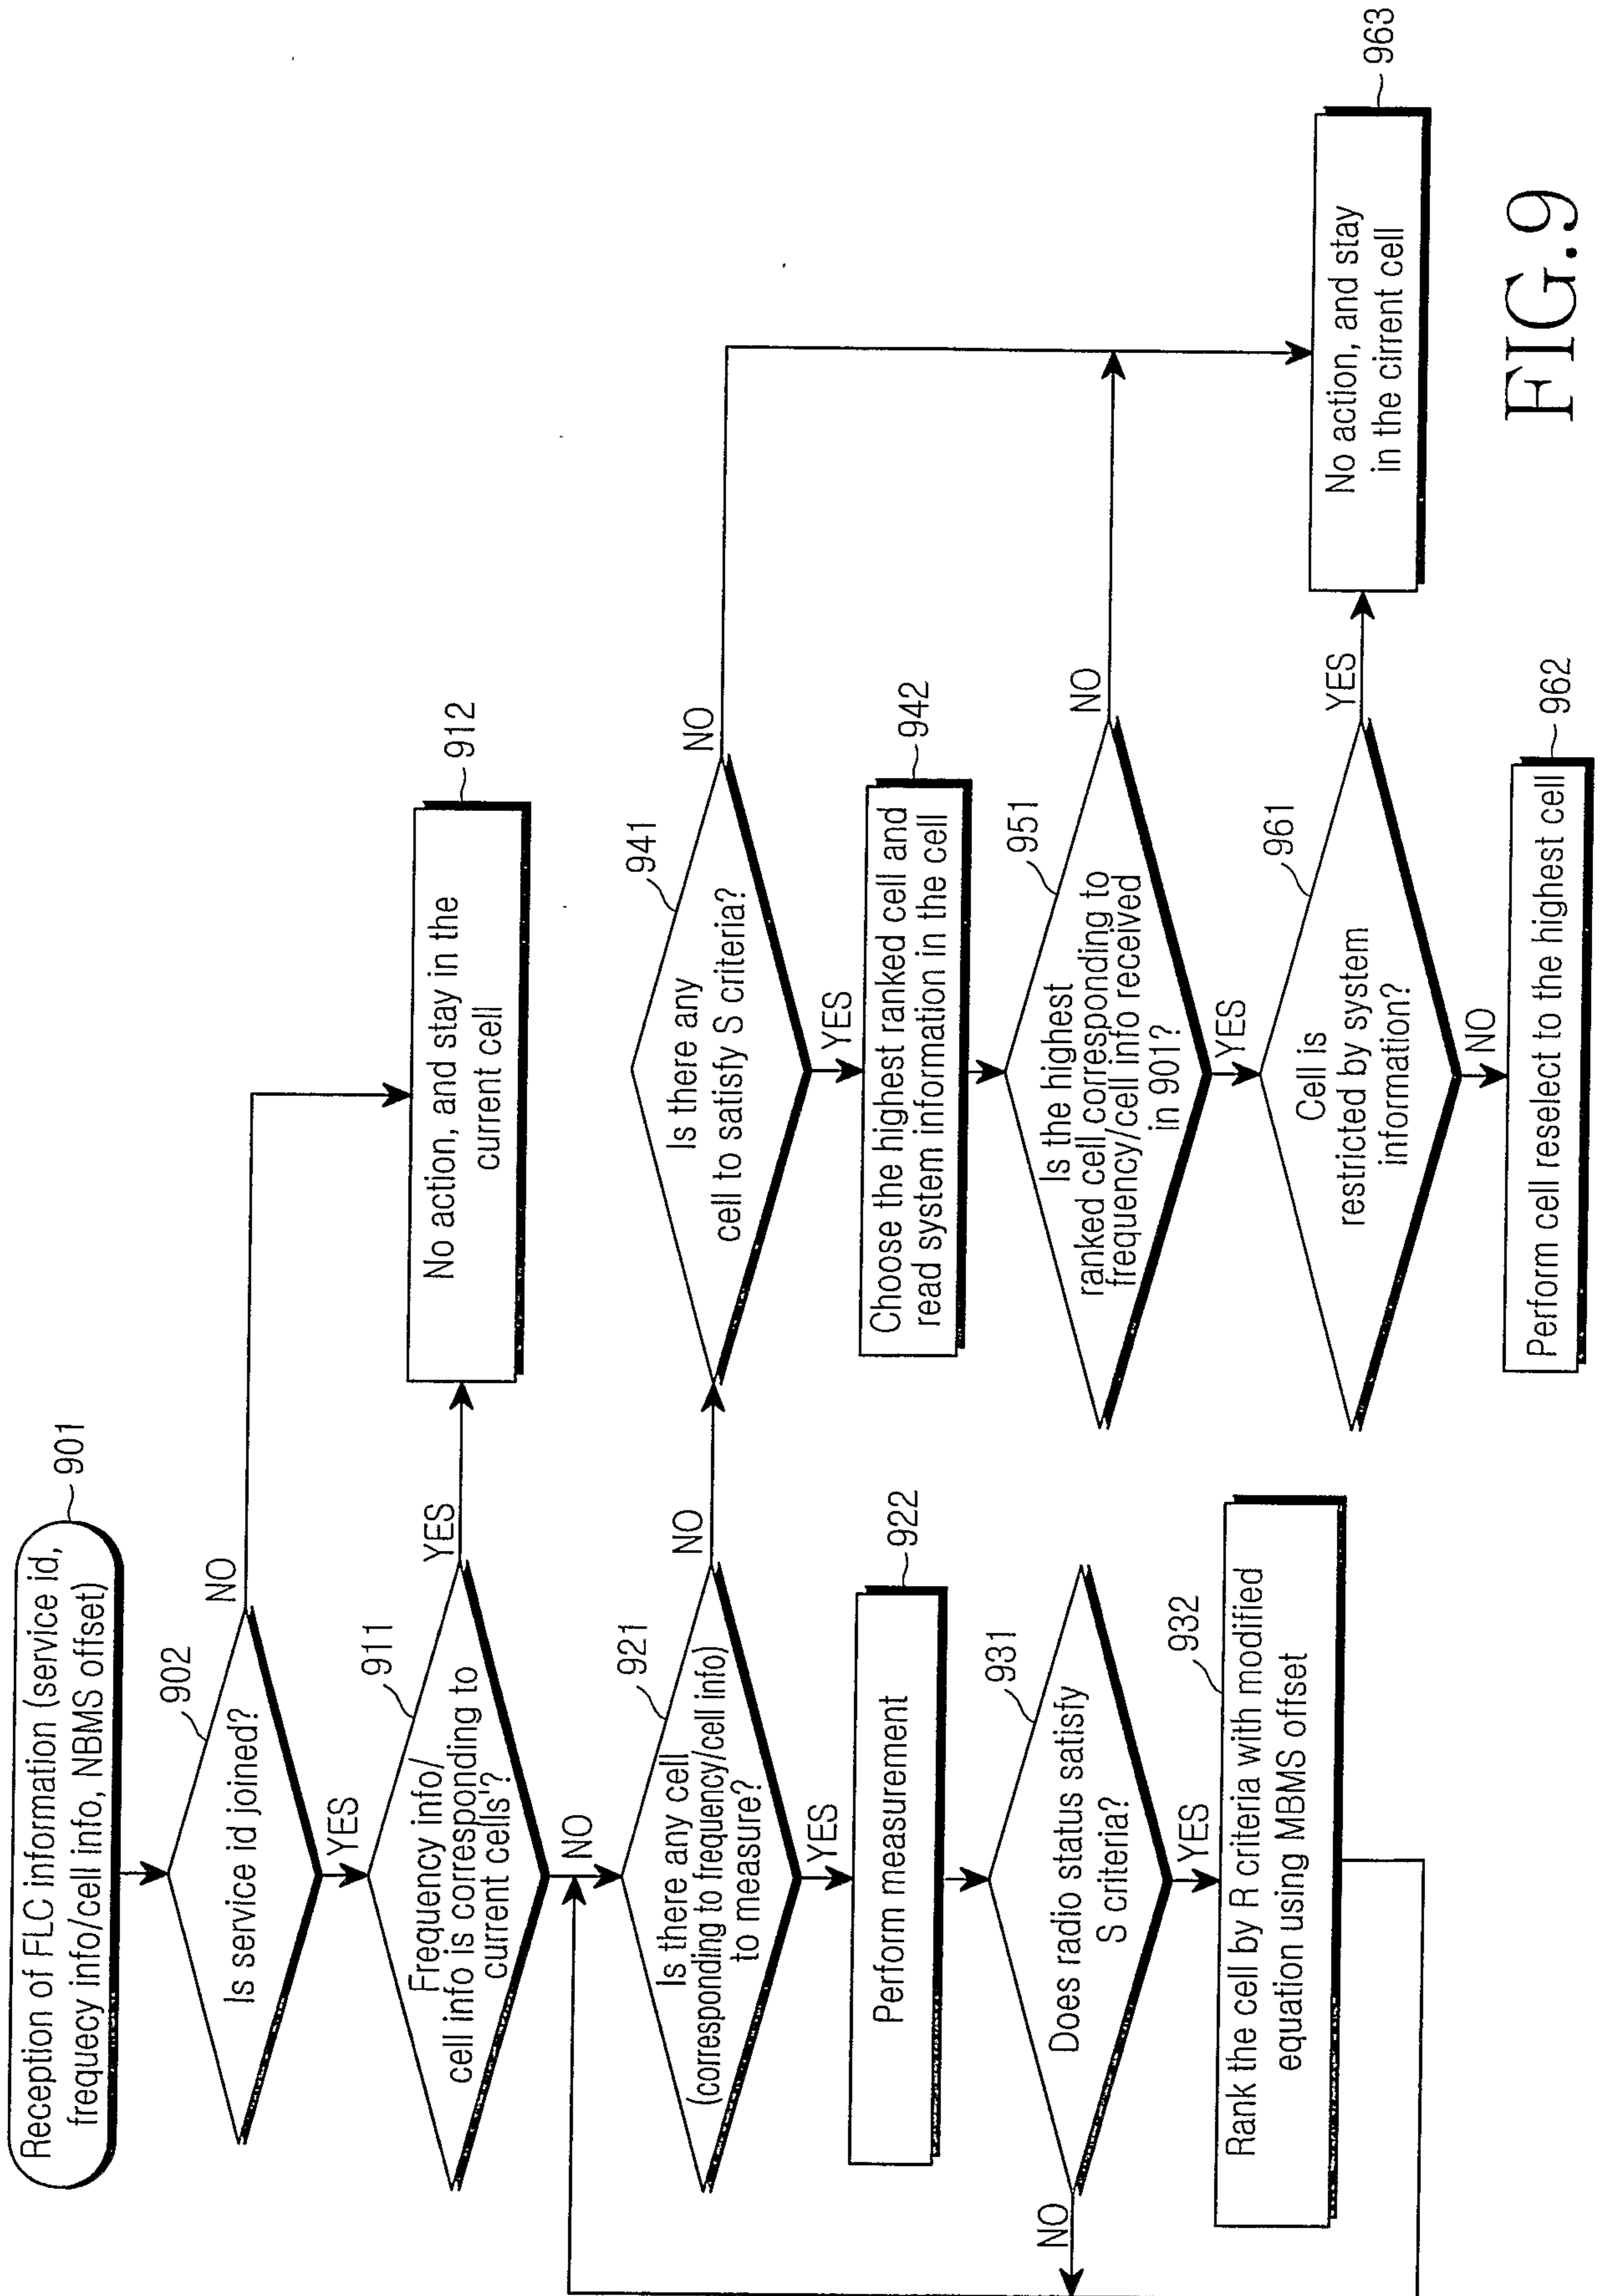 Reception of FLC information (service id,
frequecy info/cell info, NBMS offset)
901
Is service id joined?
902
NO
YES
Frequency info/
cell info is corresponding to
current cells'?
911
YES
NO
No action, and stay in the
current cell
912
Is there any cell
(corresponding to frequency/cell info)
to measure?
921
NO
YES
Perform measurement
922
Does radio status satisfy
S criteria?
931
NO
YES
Rank the cell by R criteria with modified
equation using MBMS offset
932
Is there any
cell to satisfy S criteria?
941
NO
YES
Choose the highest ranked cell and
read system information in the cell
942
Is the highest
ranked cell corresponding to
frequency/cell info received
in 901?
951
NO
YES
Cell is
restricted by system
information?
961
YES
NO
Perform cell reselect to the highest cell
962
No action, and stay
in the cirrent cell
963
FIG.9